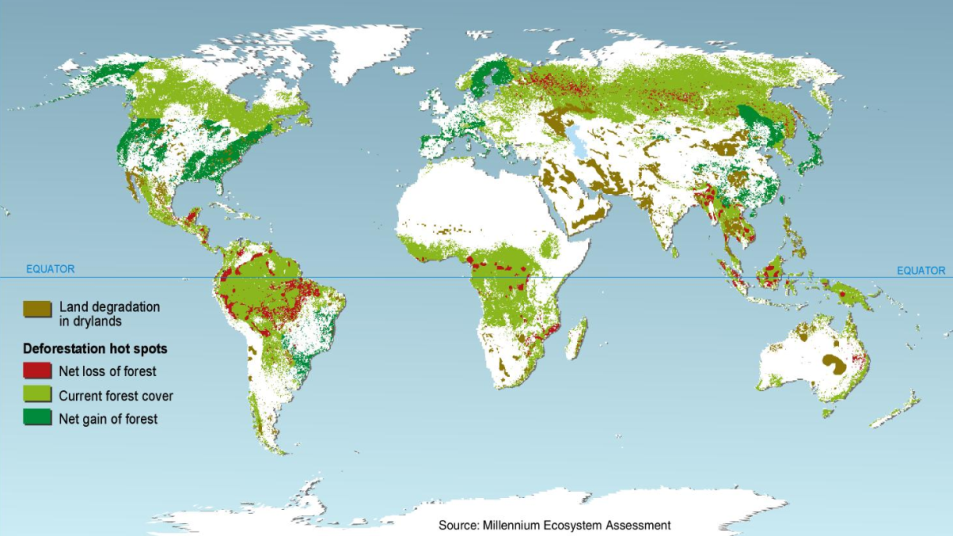 EQUATOR
EQUATOR
Land degradation
in drylands
Deforestation hot spots
Net loss of forest
Current forest cover
Net gain of forest
Source: Millennium Ecosystem Assessment